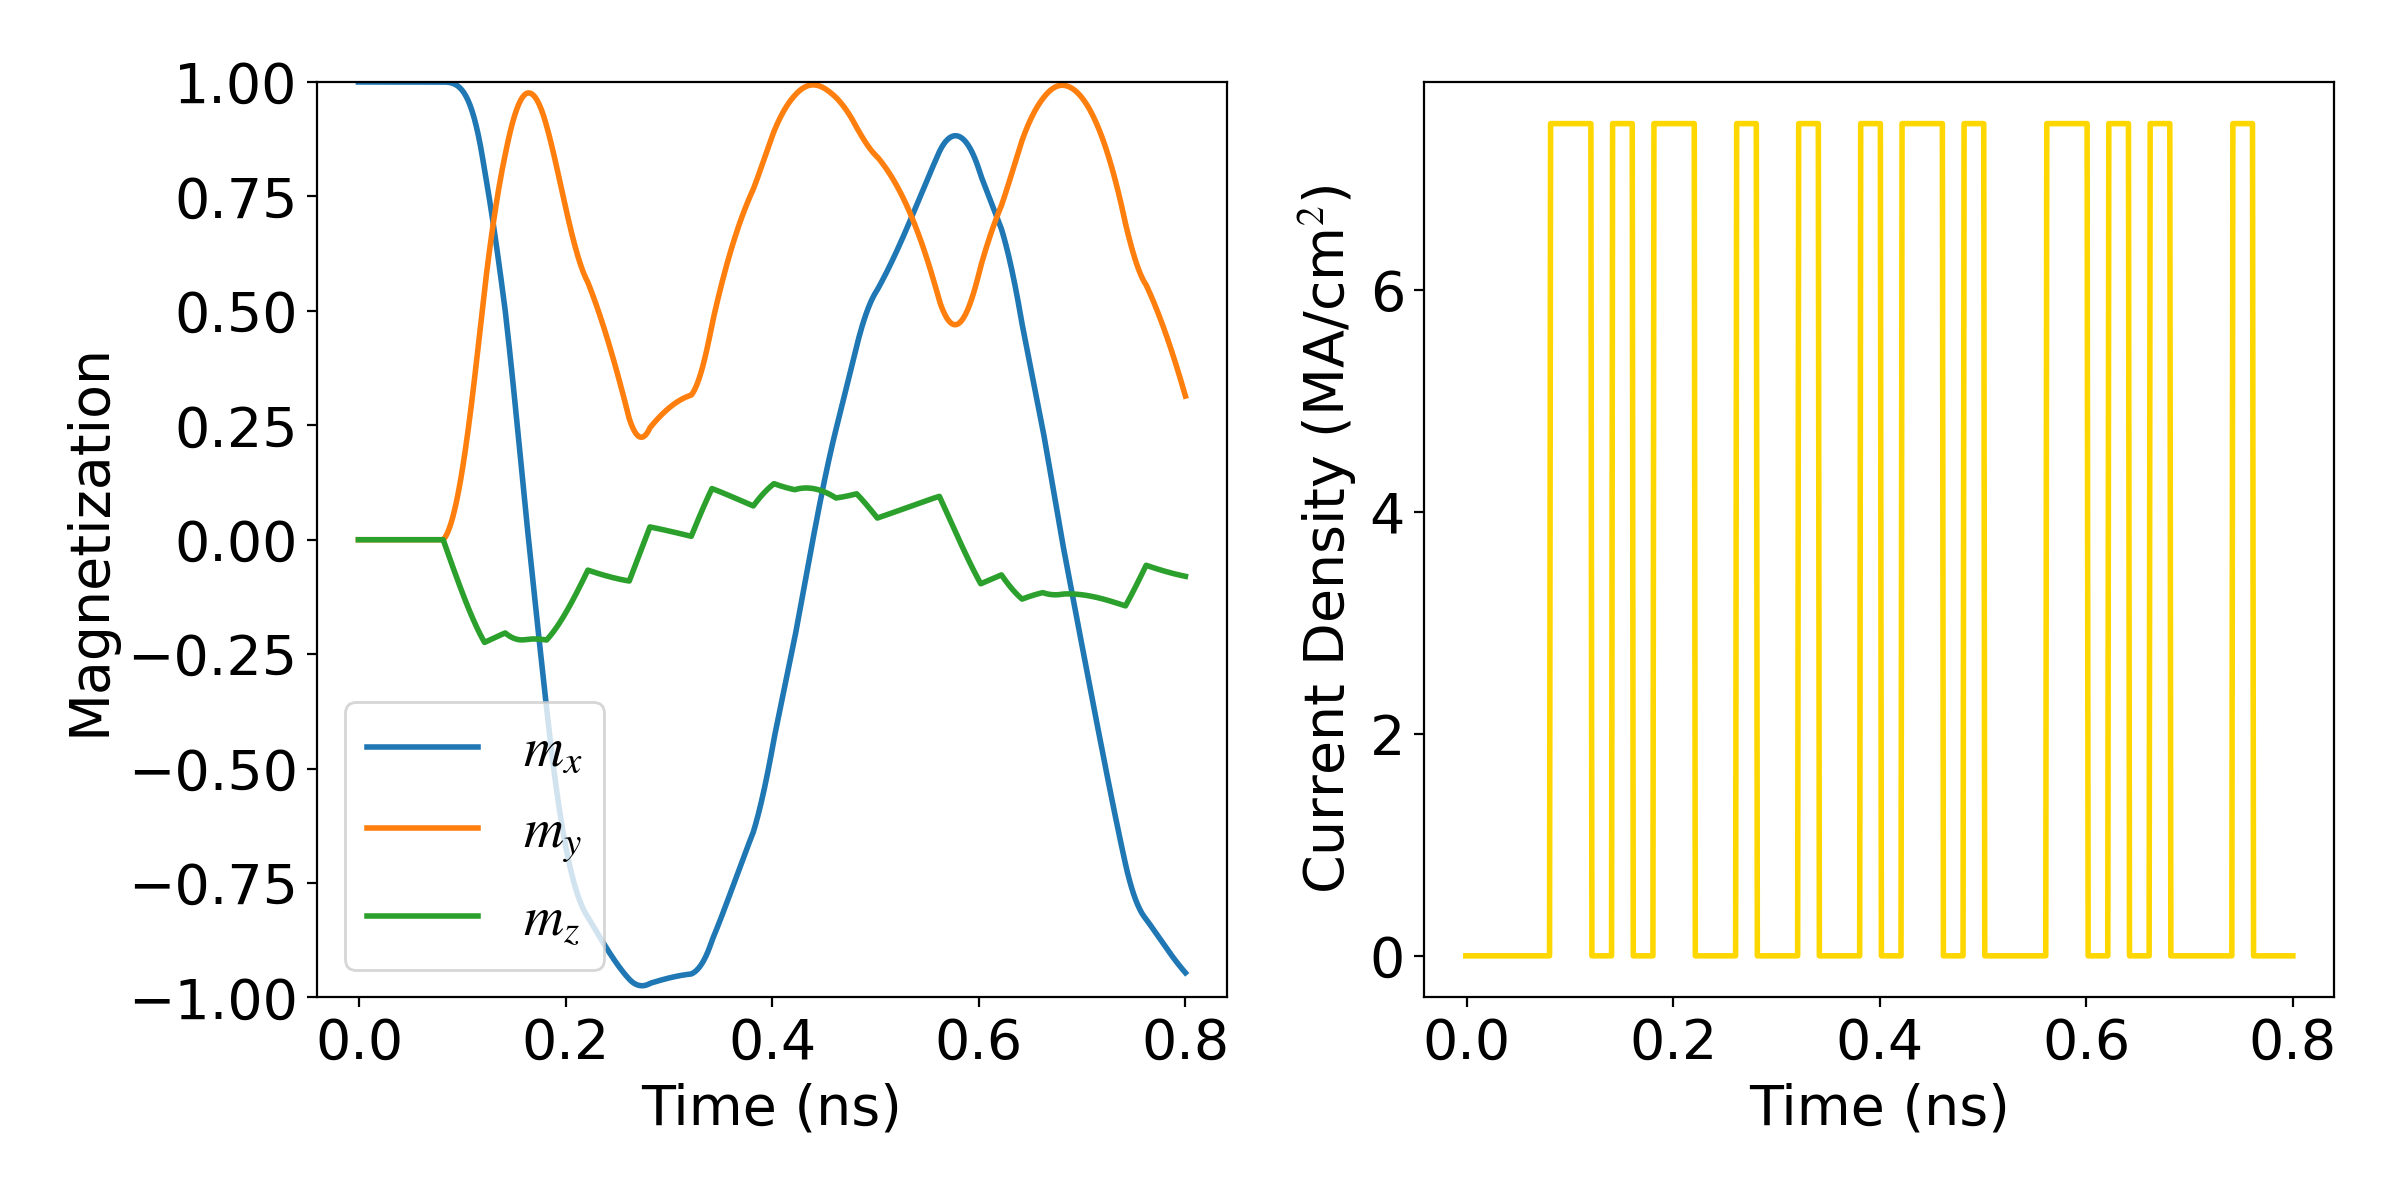 Magnetization
1.00
0.75
0.50
0.25
0.00
−0.25
−0.50
−0.75
−1.00
m_x
m_y
m_z
0.0 0.2 0.4 0.6 0.8
Time (ns)
Current Density (MA/cm²)
6
4
2
0
0.0 0.2 0.4 0.6 0.8
Time (ns)